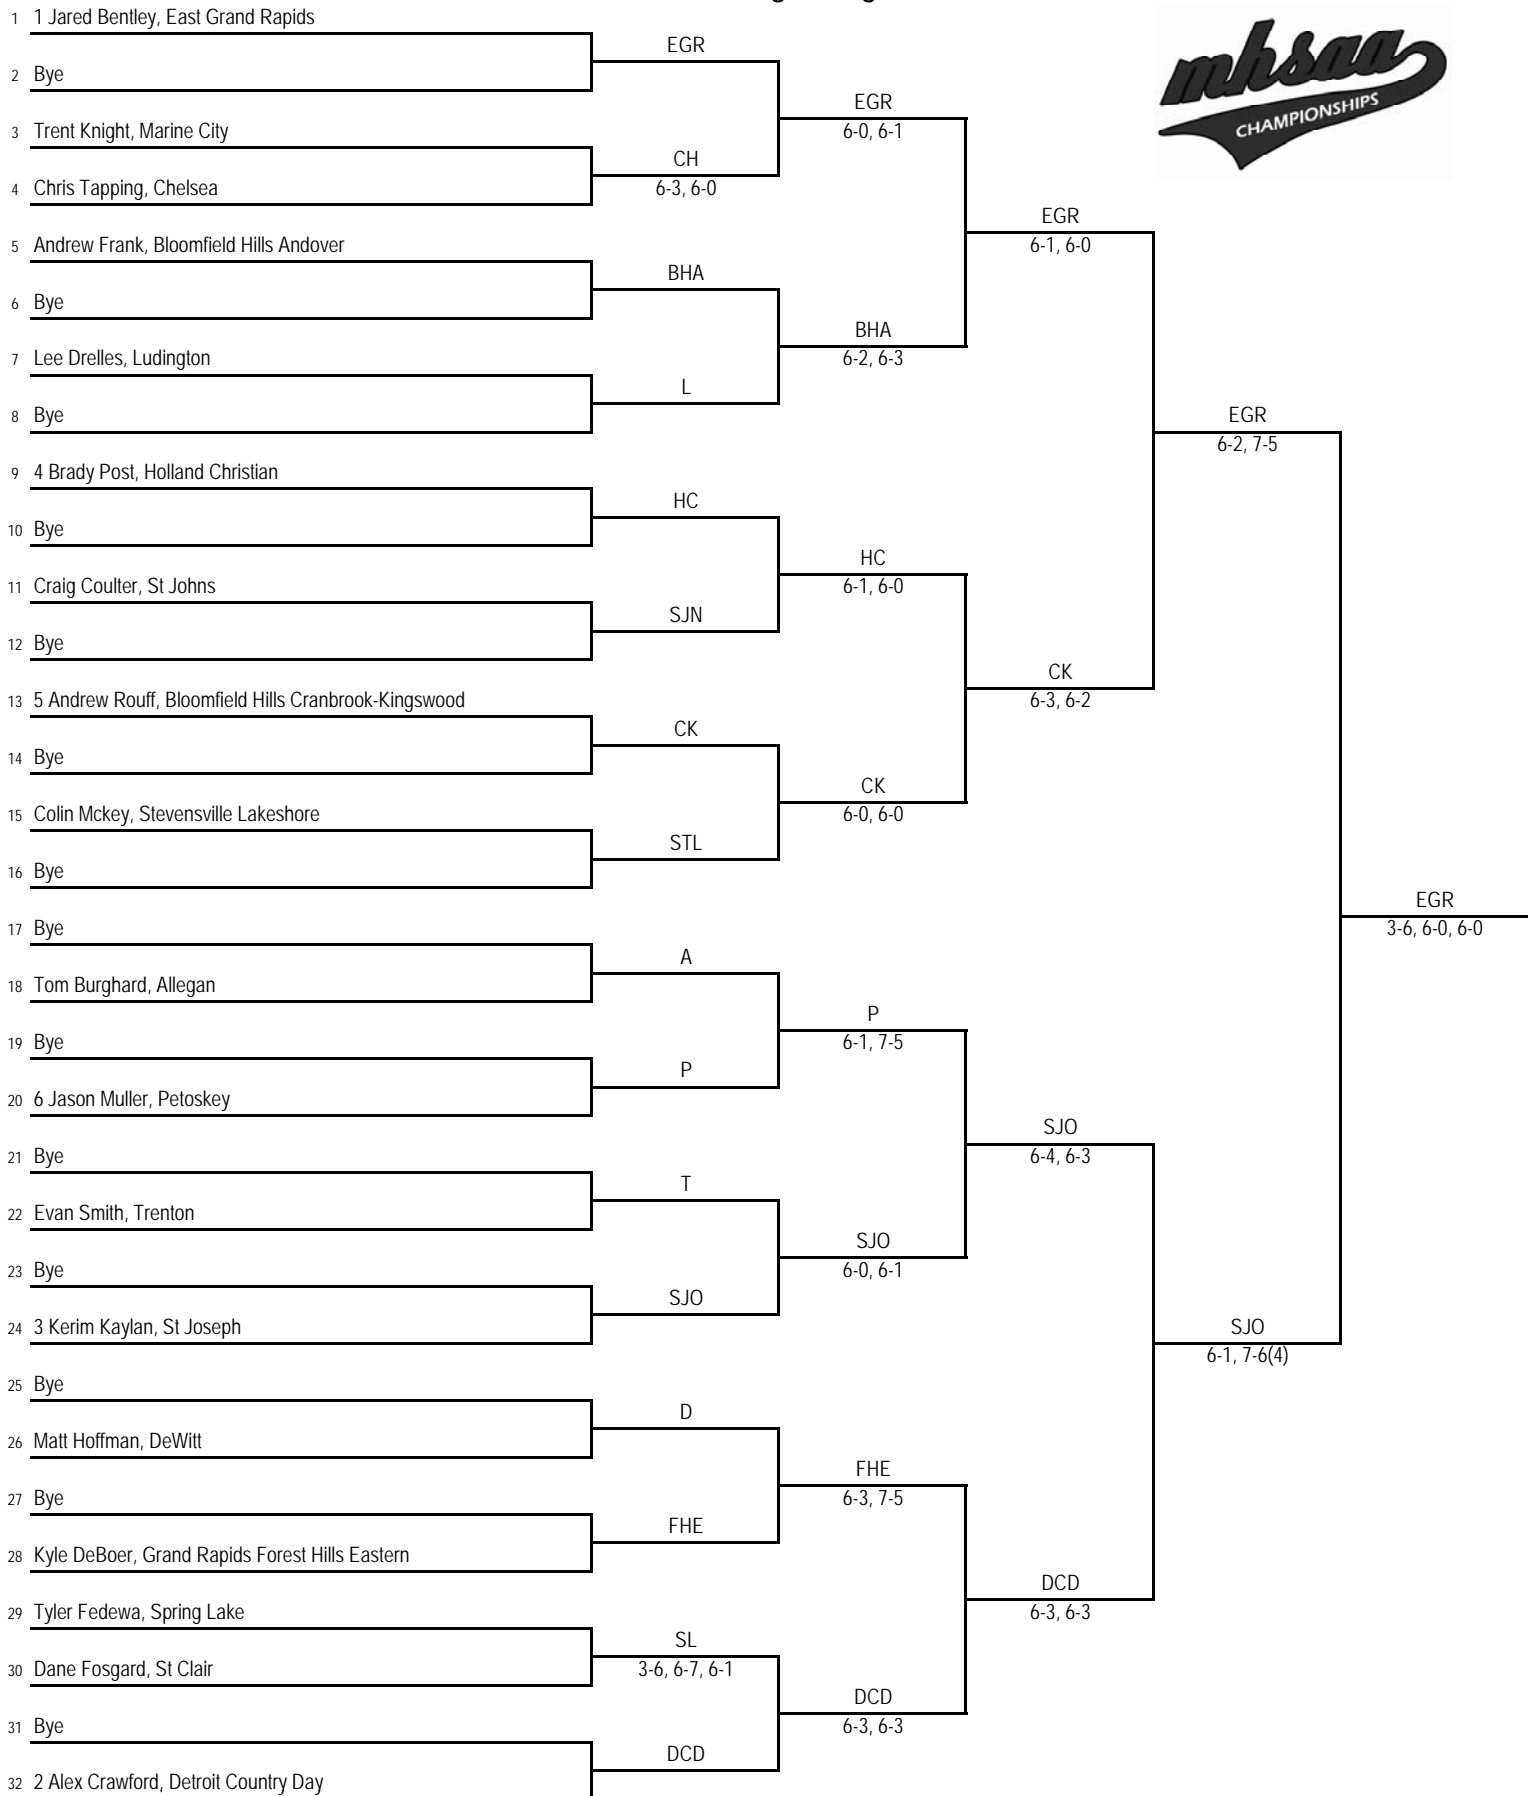 1 1 Jared Bentley, East Grand Rapids
EGR
2 Bye
EGR
6-0, 6-1
3 Trent Knight, Marine City
CH
6-3, 6-0
4 Chris Tapping, Chelsea
EGR
6-1, 6-0
5 Andrew Frank, Bloomfield Hills Andover
BHA
6 Bye
BHA
6-2, 6-3
7 Lee Drelles, Ludington
L
8 Bye
EGR
6-2, 7-5
9 4 Brady Post, Holland Christian
HC
10 Bye
HC
6-1, 6-0
11 Craig Coulter, St Johns
SJN
12 Bye
CK
6-3, 6-2
13 5 Andrew Rouff, Bloomfield Hills Cranbrook-Kingswood
CK
14 Bye
CK
6-0, 6-0
15 Colin Mckey, Stevensville Lakeshore
STL
16 Bye
EGR
3-6, 6-0, 6-0
17 Bye
A
18 Tom Burghard, Allegan
P
6-1, 7-5
19 Bye
P
20 6 Jason Muller, Petoskey
SJO
6-4, 6-3
21 Bye
T
22 Evan Smith, Trenton
SJO
6-0, 6-1
23 Bye
SJO
24 3 Kerim Kaylan, St Joseph
SJO
6-1, 7-6(4)
25 Bye
D
26 Matt Hoffman, DeWitt
FHE
6-3, 7-5
27 Bye
FHE
28 Kyle DeBoer, Grand Rapids Forest Hills Eastern
DCD
6-3, 6-3
29 Tyler Fedewa, Spring Lake
SL
3-6, 6-7, 6-1
30 Dane Fosgard, St Clair
DCD
6-3, 6-3
31 Bye
DCD
32 2 Alex Crawford, Detroit Country Day
mhsaa
CHAMPIONSHIPS